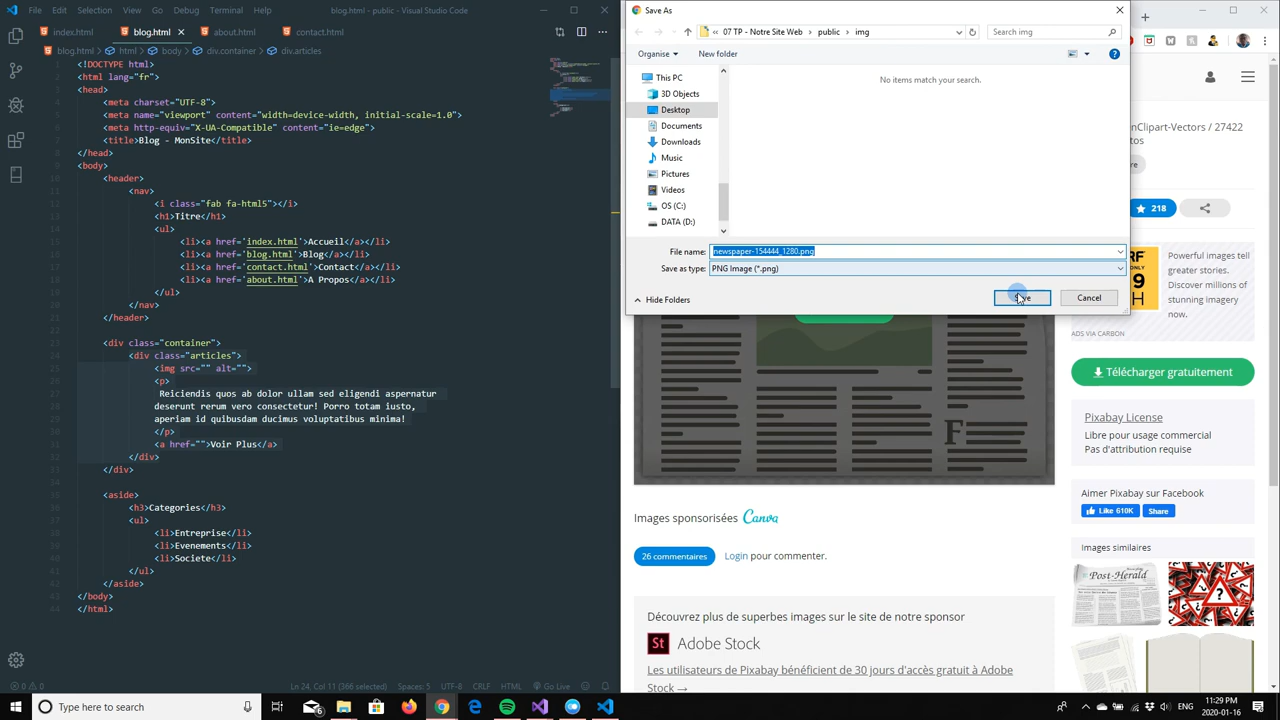 File Edit Selection View Go Debug Terminal Help
blog.html - public - Visual Studio Code
index.html
blog.html
about.html
contact.html
blog.html > html > body > div.container > div.articles
<!DOCTYPE html>
<html lang="fr">
<head>
<meta charset="UTF-8">
<meta name="viewport" content="width=device-width, initial-scale=1.0">
<meta http-equiv="X-UA-Compatible" content="ie=edge">
<title>Blog - MonSite</title>
</head>
<body>
<header>
<nav>
<i class="fab fa-html5"></i>
<h1>Titre</h1>
<ul>
<li><a href='index.html'>Accueil</a></li>
<li><a href='blog.html'>Blog</a></li>
<li><a href='contact.html'>Contact</a></li>
<li><a href='about.html'>A Propos</a></li>
</ul>
</nav>
</header>
<div class="container">
<div class="articles">
<img src="" alt="">
<p>
Reiciendis quos ab dolor ullam sed eligendi aspernatur
deserunt rerum vero consectetur! Porro totam iusto,
aperiam id quibusdam ducimus voluptatibus minima!
</p>
<a href="">Voir Plus</a>
</div>
</div>
<aside>
<h3>Categories</h3>
<ul>
<li>Entreprise</li>
<li>Evenements</li>
<li>Societe</li>
</ul>
</aside>
</body>
</html>
0 0
Ln 24, Col 11 (366 selected)
Spaces: 5
UTF-8
CRLF
HTML
Go Live
Save As
« 07 TP - Notre Site Web > public > img
Search img
Organise
New folder
This PC
3D Objects
Desktop
Documents
Downloads
Music
Pictures
Videos
OS (C:)
DATA (D:)
No items match your search.
File name: newspaper-154444_1280.png
Save as type: PNG Image (*.png)
Hide Folders
Cancel
nClipart-Vectors / 27422
218
Powerful images tell
greater stories.
Discover millions of
stunning imagery
now.
ADS VIA CARBON
Télécharger gratuitement
Pixabay License
Libre pour usage commercial
Pas d'attribution requise
Aimer Pixabay sur Facebook
Like 610K
Share
Images similaires
Post-Herald
F
Images sponsorisées Canva
26 commentaires
Login pour commenter.
Découvrez plus de superbes images sur le site de notre sponsor
St Adobe Stock
Les utilisateurs de Pixabay bénéficient de 30 jours d'accès gratuit à Adobe
Stock →
Type here to search
ENG
11:29 PM
2020-01-16